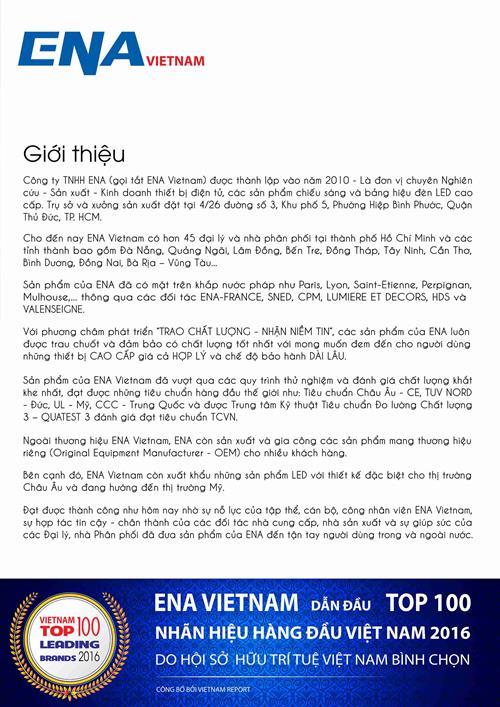 ENA VIETNAM
Giới thiệu
Công ty TNHH ENA (gọi tắt ENA Vietnam) được thành lập vào năm 2010 - Là đơn vị chuyên Nghiên
cứu - Sản xuất - Kinh doanh thiết bị điện tử, các sản phẩm chiếu sáng và bảng hiệu đèn LED cao
cấp. Trụ sở và xưởng sản xuất đặt tại 4/26 đường số 3, Khu phố 5, Phường Hiệp Bình Phước, Quận
Thủ Đức, TP. HCM.
Cho đến nay ENA Vietnam có hơn 45 đại lý và nhà phân phối tại thành phố Hồ Chí Minh và các
tỉnh thành bao gồm Đà Nẵng, Quảng Ngãi, Lâm Đồng, Bến Tre, Đồng Tháp, Tây Ninh, Cần Thơ,
Bình Dương, Đồng Nai, Bà Rịa – Vũng Tàu...
Sản phẩm của ENA đã có mặt trên khắp nước pháp như Paris, Lyon, Saint-Etienne, Perpignan,
Mulhouse,... thông qua các đối tác ENA-FRANCE, SNED, CPM, LUMIERE ET DECORS, HDS và
VALENSEIGNE.
Với phương châm phát triển "TRAO CHẤT LƯỢNG - NHẬN NIỀM TIN", các sản phẩm của ENA luôn
được trau chuốt và đảm bảo có chất lượng tốt nhất với mong muốn đem đến cho người dùng
những thiết bị CAO CẤP giá cả HỢP LÝ và chế độ bảo hành DÀI LÂU.
Sản phẩm của ENA Vietnam đã vượt qua các quy trình thử nghiệm và đánh giá chất lượng khắt
khe nhất, đạt được những tiêu chuẩn hàng đầu thế giới như: Tiêu chuẩn Châu Âu - CE, TUV NORD
- Đức, UL - Mỹ, CCC - Trung Quốc và được Trung tâm Kỹ thuật Tiêu chuẩn Đo lường Chất lượng
3 – QUATEST 3 đánh giá đạt tiêu chuẩn TCVN.
Ngoài thương hiệu ENA Vietnam, ENA còn sản xuất và gia công các sản phẩm mang thương hiệu
riêng (Original Equipment Manufacturer - OEM) cho nhiều khách hàng.
Bên cạnh đó, ENA Vietnam còn xuất khẩu những sản phẩm LED với thiết kế đặc biệt cho thị trường
Châu Âu và đang hướng đến thị trường Mỹ.
Đạt được thành công như hôm nay nhờ sự nỗ lực của tập thể, cán bộ, công nhân viên ENA Vietnam,
sự hợp tác tin cậy - chân thành của các đối tác nhà cung cấp, nhà sản xuất và sự giúp sức của
các Đại lý, nhà Phân phối đã đưa sản phẩm của ENA đến tận tay người dùng trong và ngoài nước.
VIETNAM
TOP 100
LEADING
BRANDS 2016
ENA VIETNAM DẪN ĐẦU TOP 100
NHÃN HIỆU HÀNG ĐẦU VIỆT NAM 2016
DO HỘI SỞ HỮU TRÍ TUỆ VIỆT NAM BÌNH CHỌN
CÔNG BỐ BỞI VIETNAM REPORT